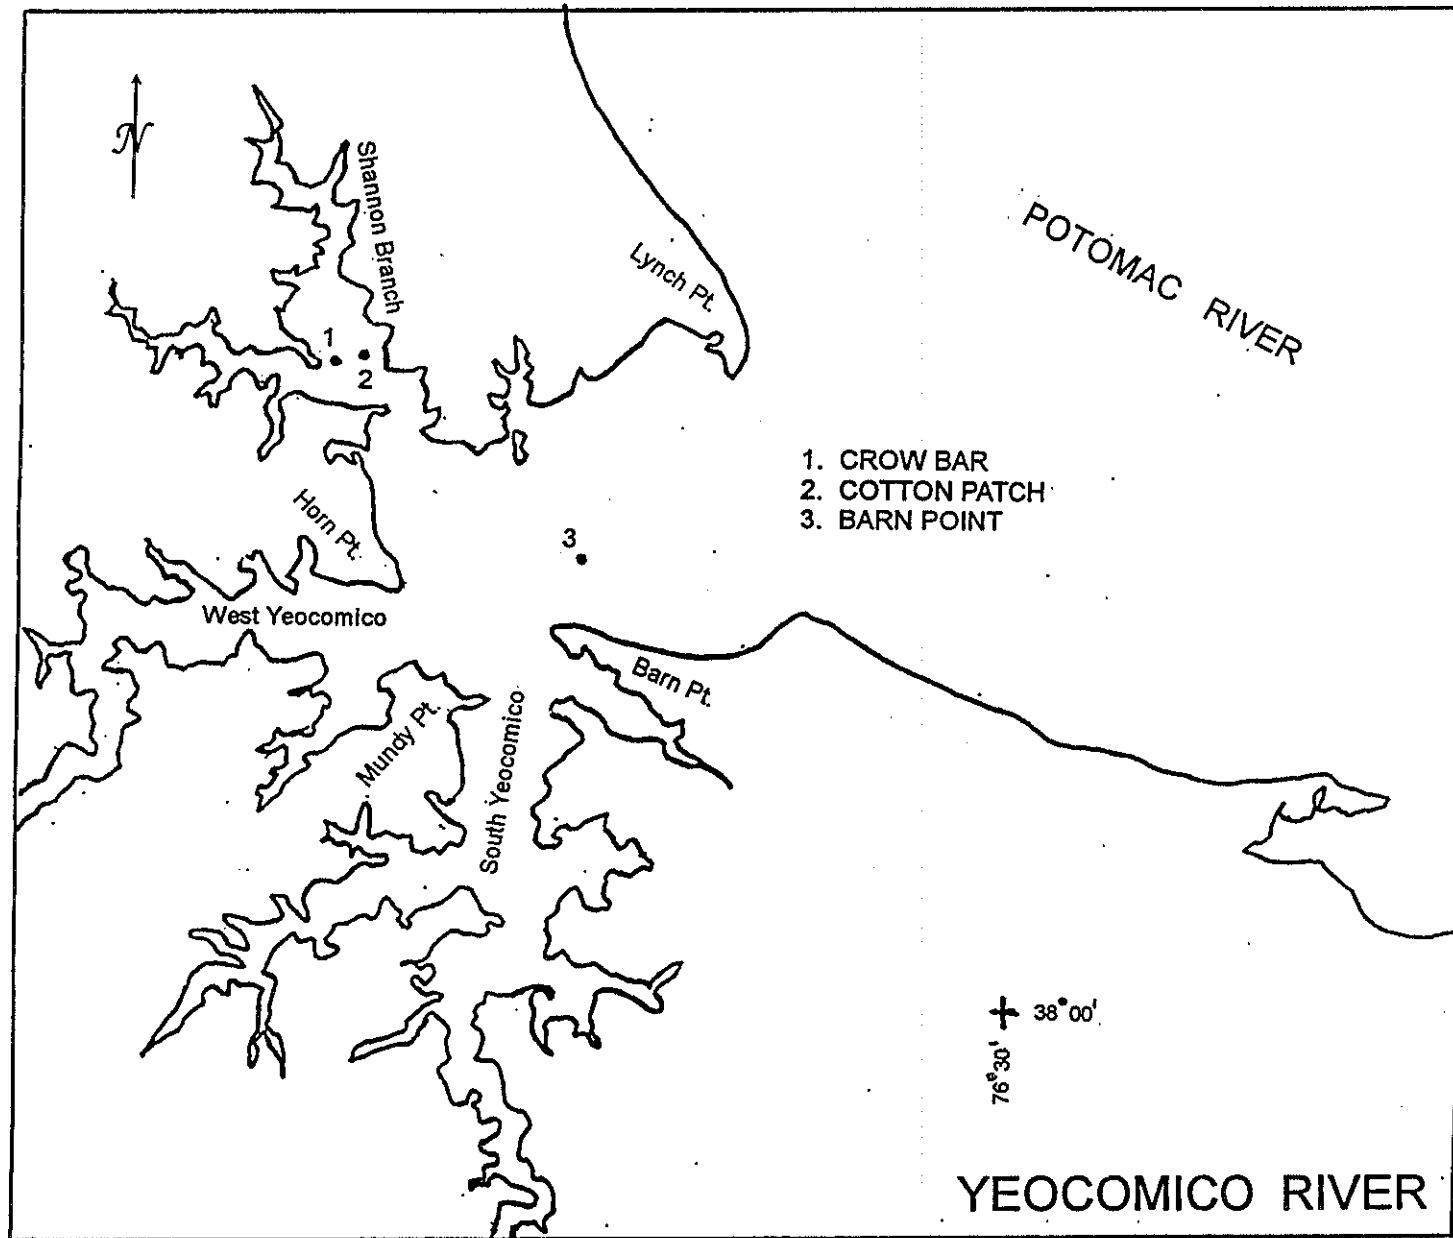 N
Shannon Branch
Lynch Pt.
POTOMAC RIVER
1
2
1. CROW BAR
2. COTTON PATCH
3. BARN POINT
Horn Pt.
3
West Yeocomico
Barn Pt.
Mundy Pt.
South Yeocomico
38°00'
76°30'
YEOCOMICO RIVER